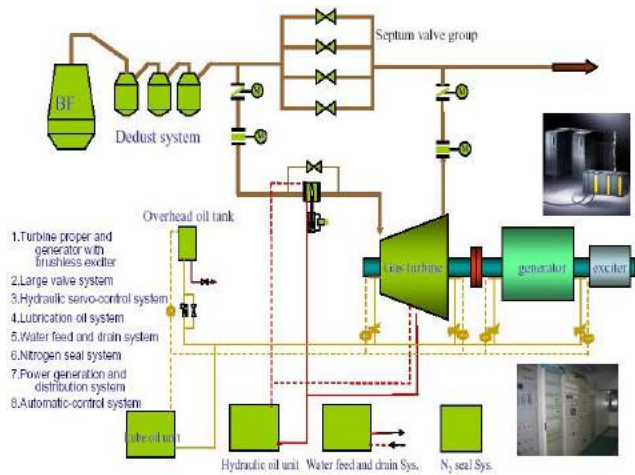 Septum valve group
BF
Dedust system
M
M
M
M
Overhead oil tank
1.Turbine proper and
generator with
brushless exciter
2.Large valve system
3.Hydraulic servo-control system
4.Lubrication oil system
5.Water feed and drain system
6.Nitrogen seal system
7.Power generation and
distribution system
8.Automatic-control system
Gas turbine
generator
exciter
Lube oil unit
Hydraulic oil unit
Water feed and drain Sys.
N₂ seal Sys.